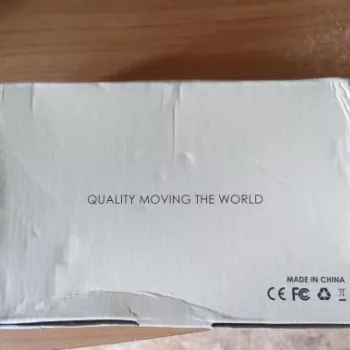 QUALITY MOVING THE WORLD
MADE IN CHINA
CE FC